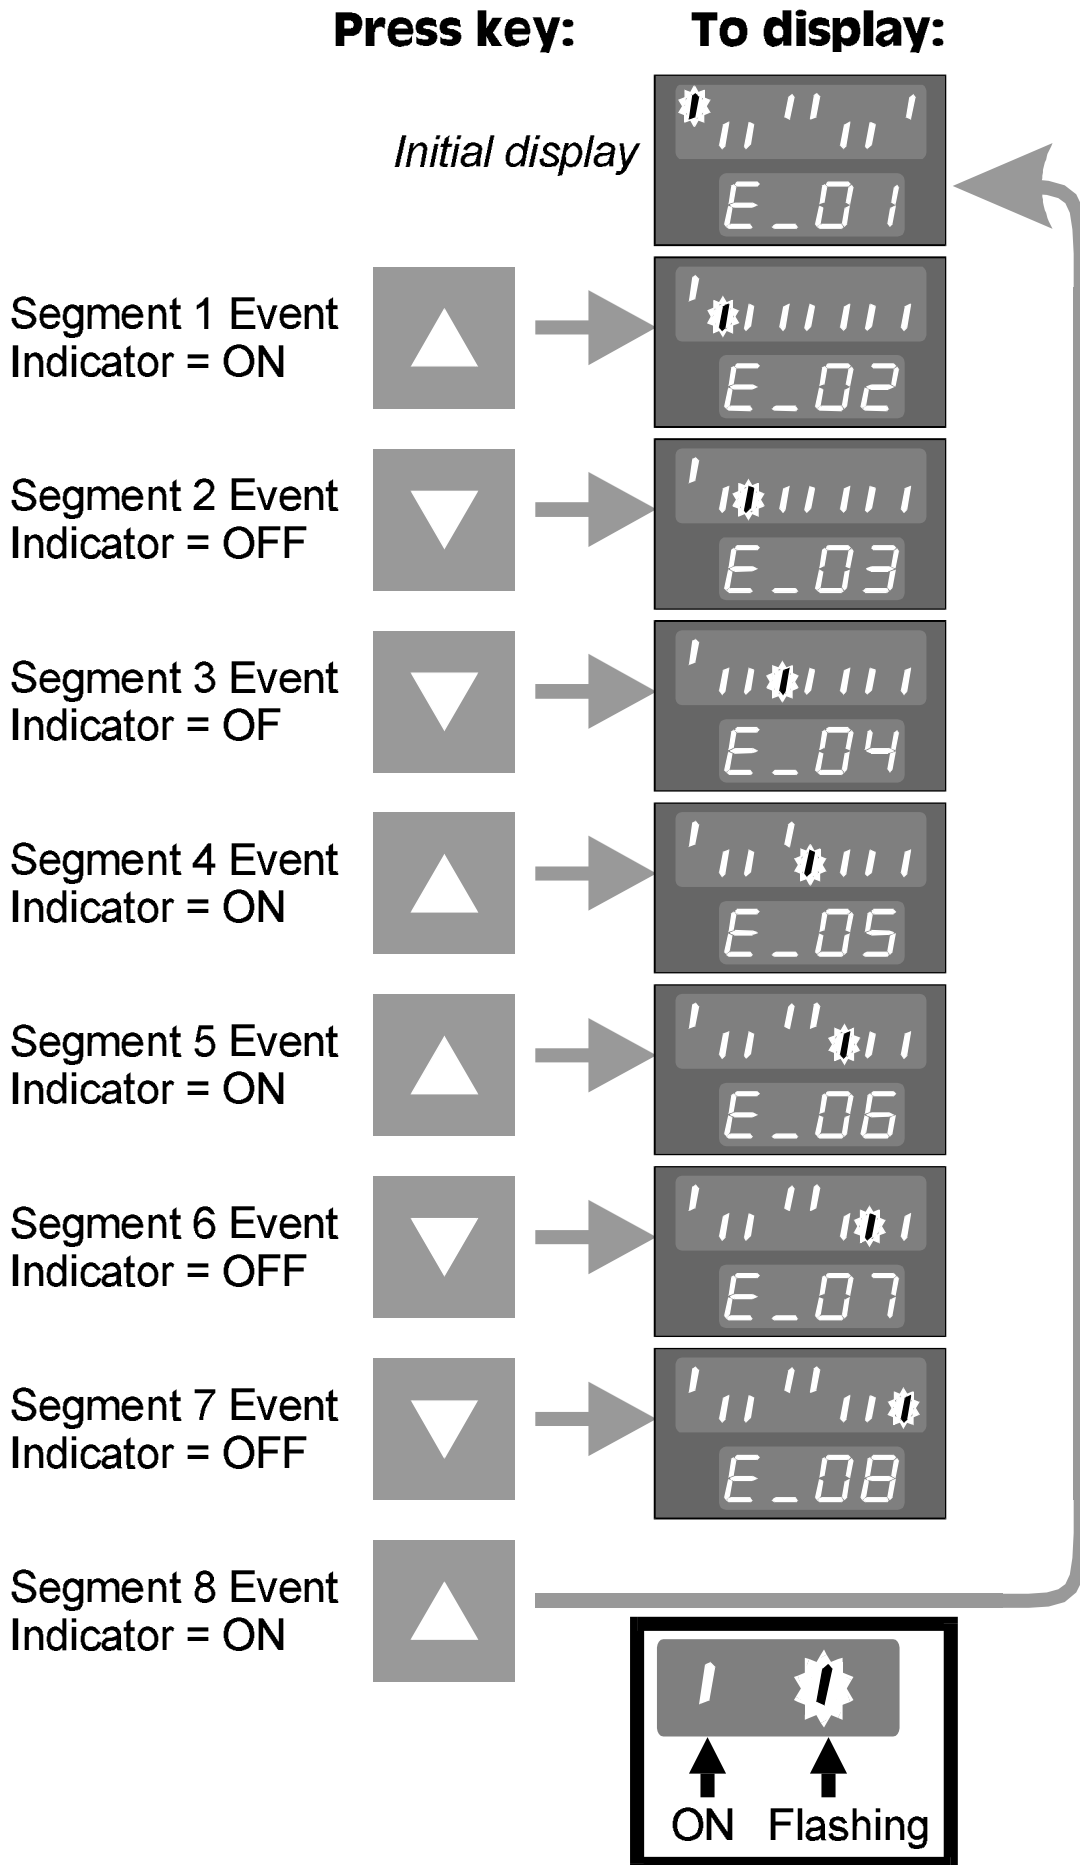 Press key: To display:
Initial display
E_01
Segment 1 Event
Indicator = ON
E_02
Segment 2 Event
Indicator = OFF
E_03
Segment 3 Event
Indicator = OF
E_04
Segment 4 Event
Indicator = ON
E_05
Segment 5 Event
Indicator = ON
E_06
Segment 6 Event
Indicator = OFF
E_07
Segment 7 Event
Indicator = OFF
E_08
Segment 8 Event
Indicator = ON
ON Flashing